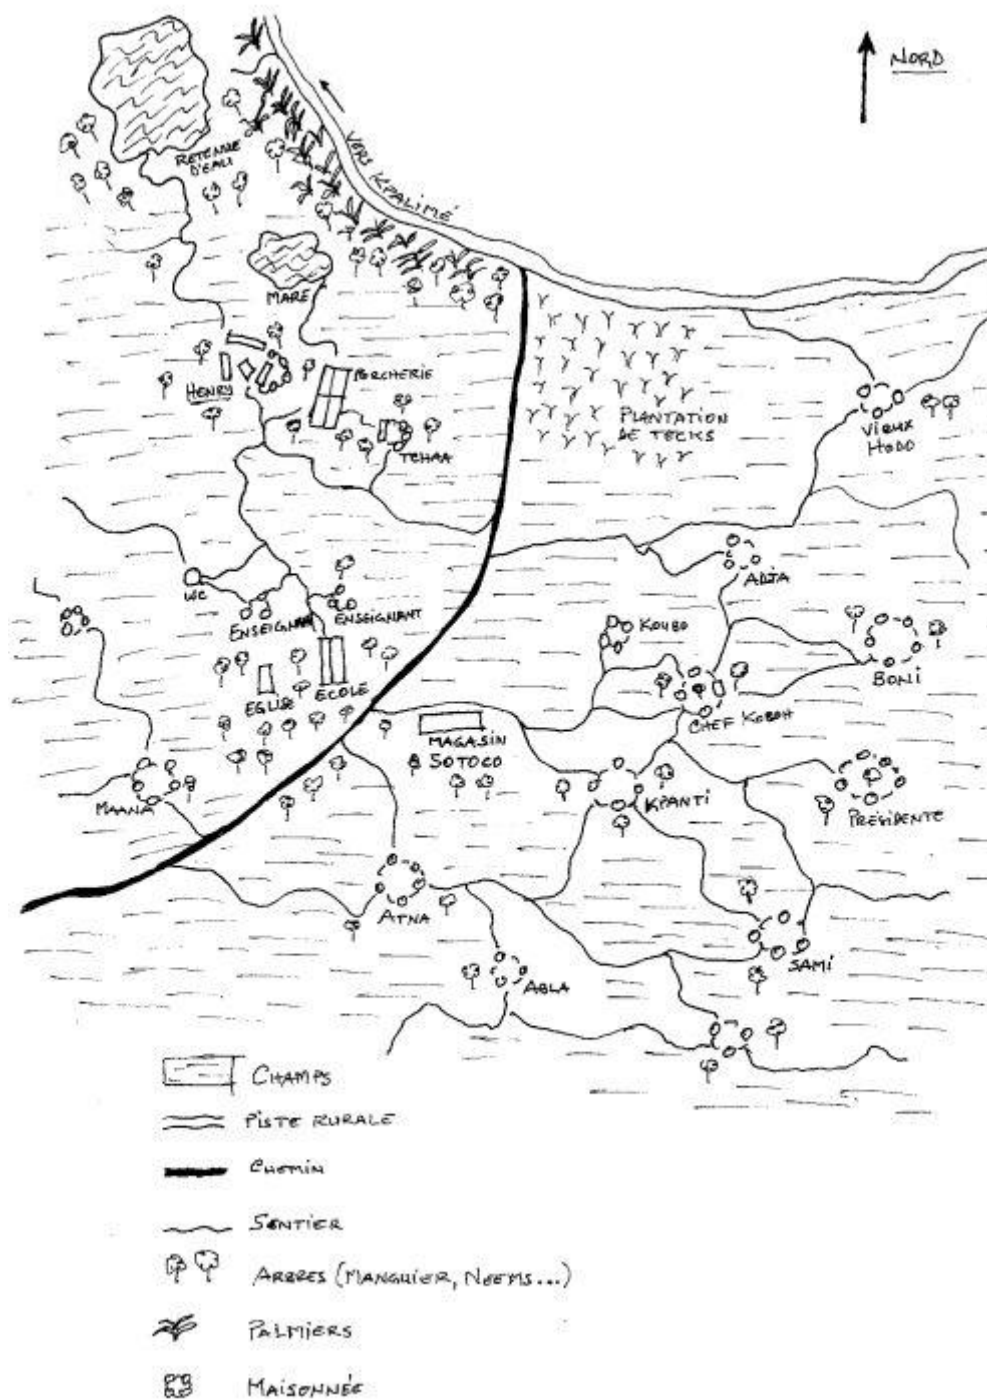 NORD
RETENUE
D'EAU
VERS KPALIMÉ
MARE
HENRY
PORCHERIE
TCHAA
PLANTATION
DE TECKS
VIEUX
HODO
ADJA
WC
ENSEIGNANT
ENSEIGNANT
KOUBO
BONI
EGLISE
ECOLE
CHEF KOBOH
MAGASIN
SOTOCO
MAANA
KPANTI
PRÉSIDENTE
ATNA
SAMI
ABLA
CHAMPS
PISTE RURALE
CHEMIN
SENTIER
ARBRES (MANGUIER, NEEMS...)
PALMIERS
MAISONNÉE